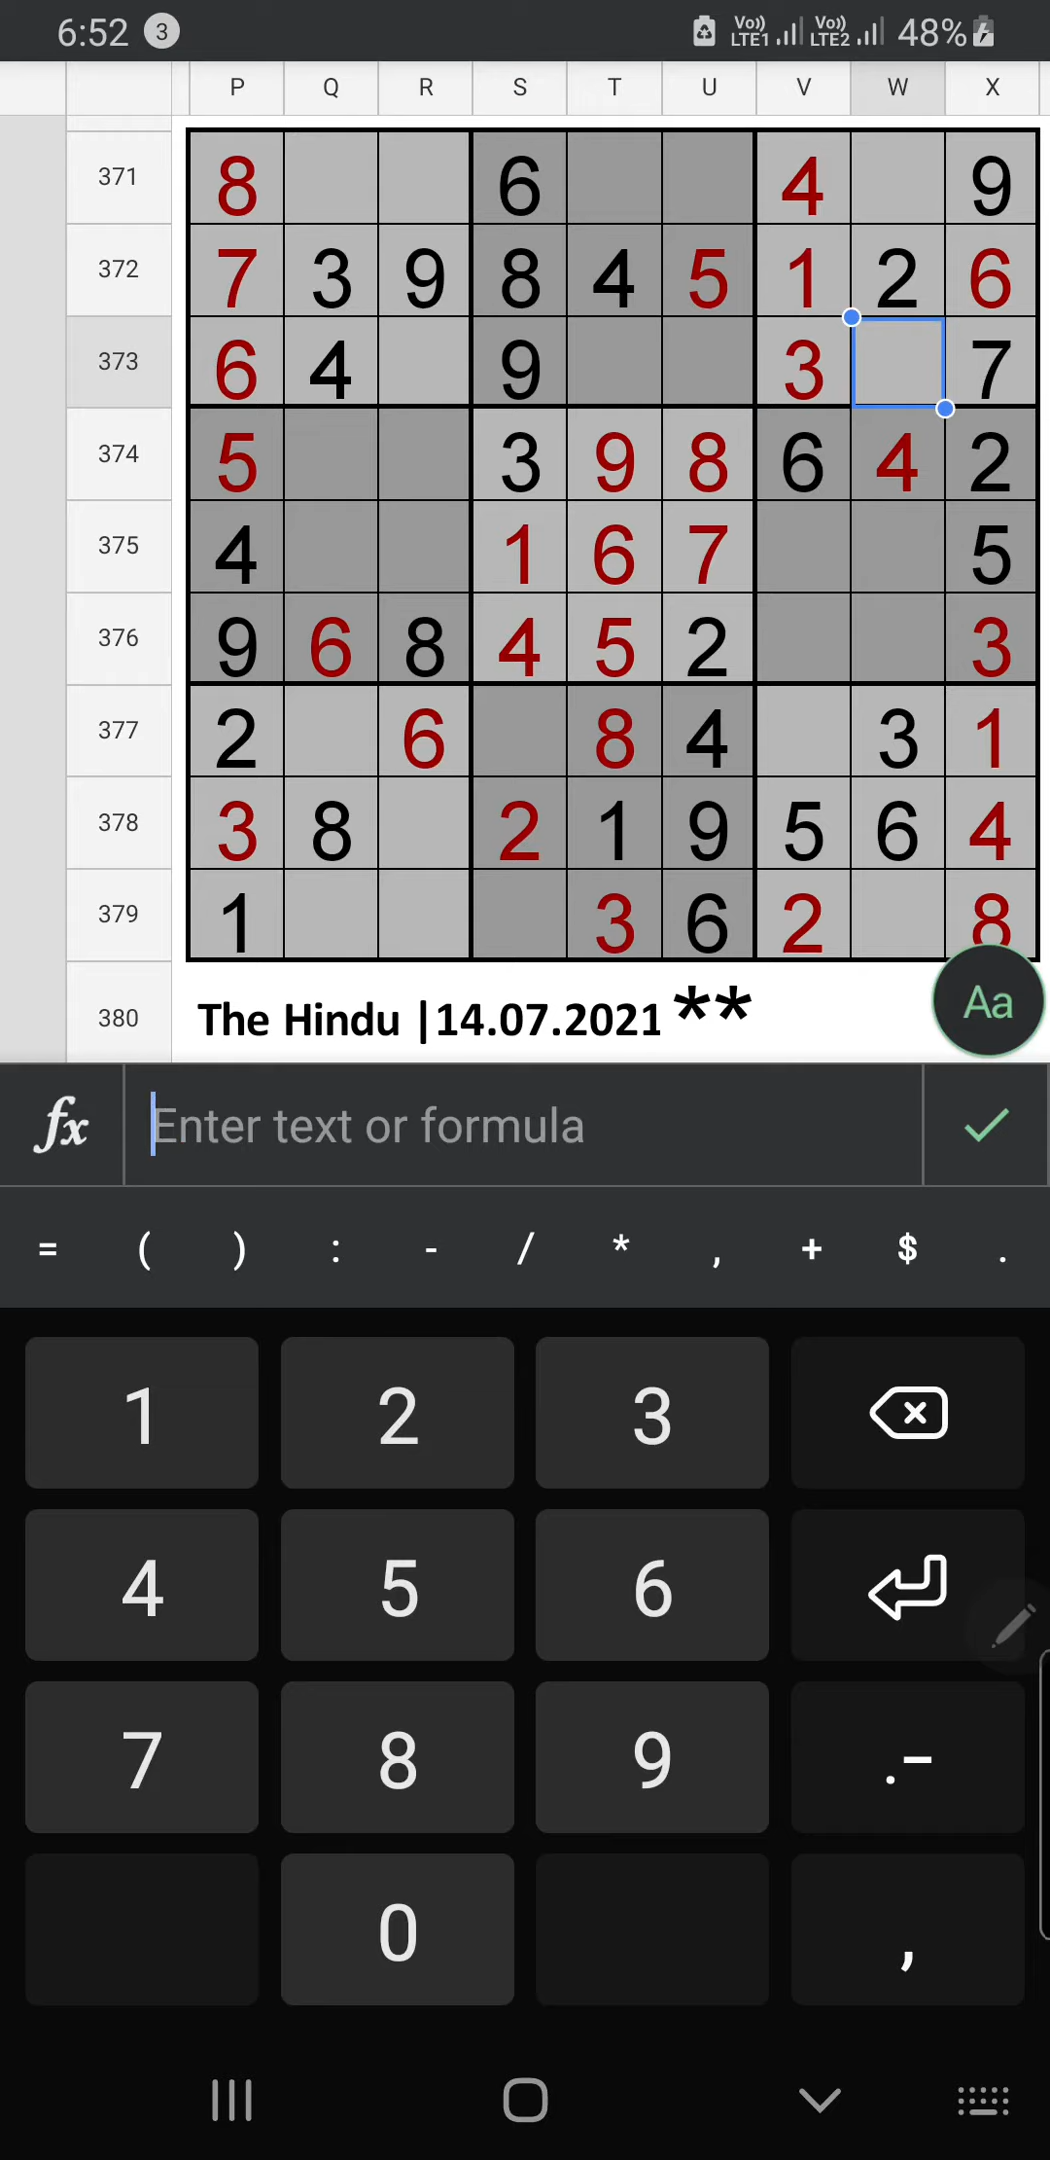 6:52 3 Vo)) LTE1 Vo)) LTE2 48%
P Q R S T U V W X
371 8 6 4 9
372 7 3 9 8 4 5 1 2 6
373 6 4 9 3 7
374 5 3 9 8 6 4 2
375 4 1 6 7 5
376 9 6 8 4 5 2 3
377 2 6 8 4 3 1
378 3 8 2 1 9 5 6 4
379 1 3 6 2 8
380 The Hindu |14.07.2021 **
Aa
fx Enter text or formula
= ( ) : - / * , + $ .
1 2 3
4 5 6
7 8 9 .-
0 ,